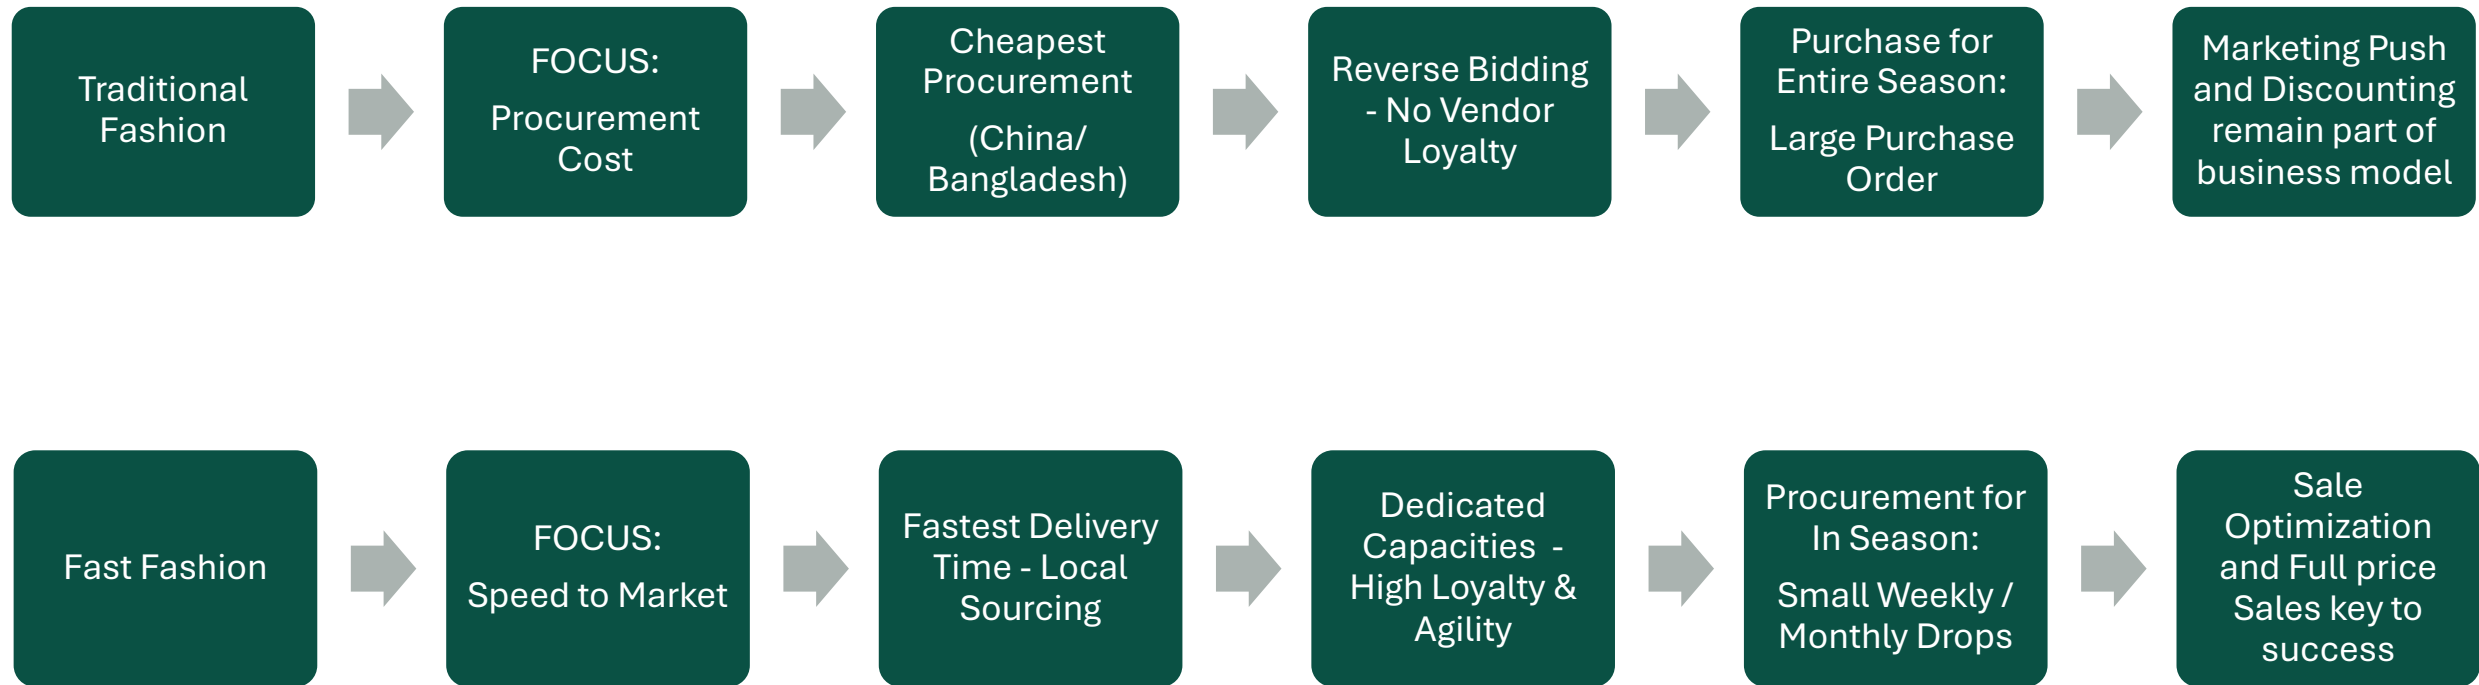 Traditional
Fashion
FOCUS:
Procurement
Cost
Cheapest
Procurement
(China/
Bangladesh)
Reverse Bidding
- No Vendor
Loyalty
Purchase for
Entire Season:
Large Purchase
Order
Marketing Push
and Discounting
remain part of
business model
Fast Fashion
FOCUS:
Speed to Market
Fastest Delivery
Time - Local
Sourcing
Dedicated
Capacities -
High Loyalty &
Agility
Procurement for
In Season:
Small Weekly /
Monthly Drops
Sale
Optimization
and Full price
Sales key to
success